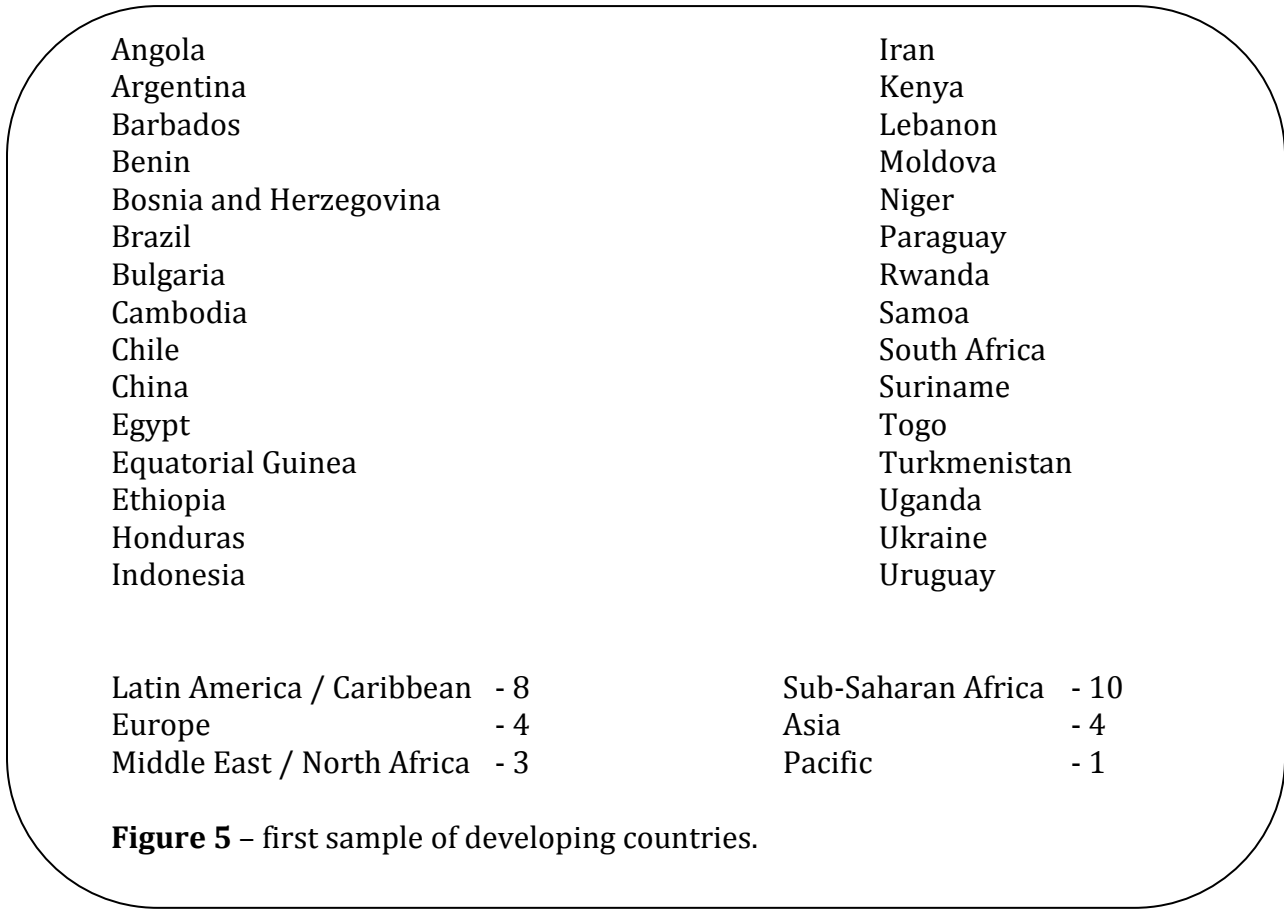 Angola
Argentina
Barbados
Benin
Bosnia and Herzegovina
Brazil
Bulgaria
Cambodia
Chile
China
Egypt
Equatorial Guinea
Ethiopia
Honduras
Indonesia
Iran
Kenya
Lebanon
Moldova
Niger
Paraguay
Rwanda
Samoa
South Africa
Suriname
Togo
Turkmenistan
Uganda
Ukraine
Uruguay
Latin America / Caribbean - 8
Europe - 4
Middle East / North Africa - 3
Sub-Saharan Africa - 10
Asia - 4
Pacific - 1
Figure 5 – first sample of developing countries.